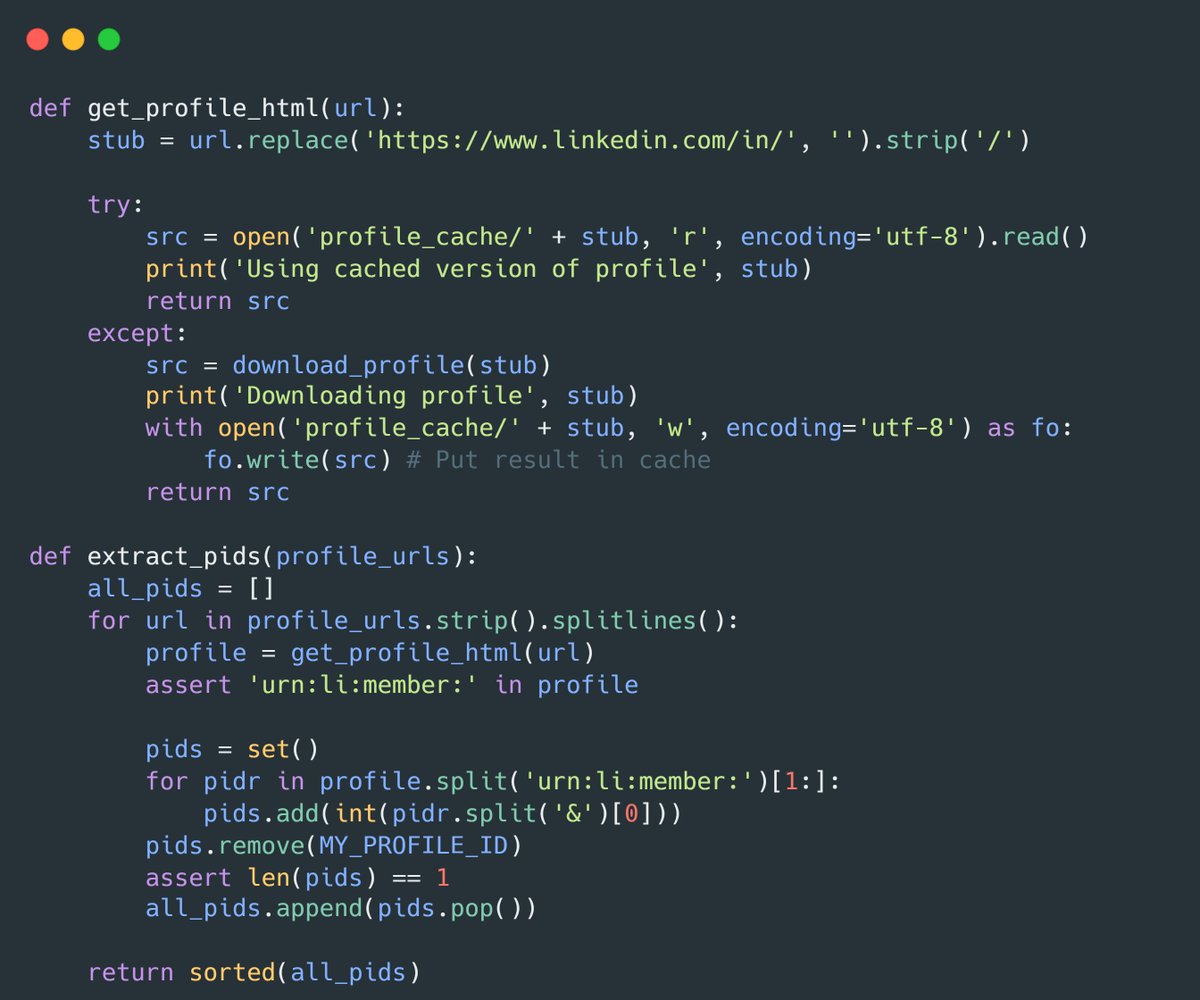 def get_profile_html(url):
    stub = url.replace('https://www.linkedin.com/in/', '').strip('/')

    try:
        src = open('profile_cache/' + stub, 'r', encoding='utf-8').read()
        print('Using cached version of profile', stub)
        return src
    except:
        src = download_profile(stub)
        print('Downloading profile', stub)
        with open('profile_cache/' + stub, 'w', encoding='utf-8') as fo:
            fo.write(src) # Put result in cache
        return src

def extract_pids(profile_urls):
    all_pids = []
    for url in profile_urls.strip().splitlines():
        profile = get_profile_html(url)
        assert 'urn:li:member:' in profile

        pids = set()
        for pidr in profile.split('urn:li:member:')[1:]:
            pids.add(int(pidr.split('&')[0]))
        pids.remove(MY_PROFILE_ID)
        assert len(pids) == 1
        all_pids.append(pids.pop())

    return sorted(all_pids)